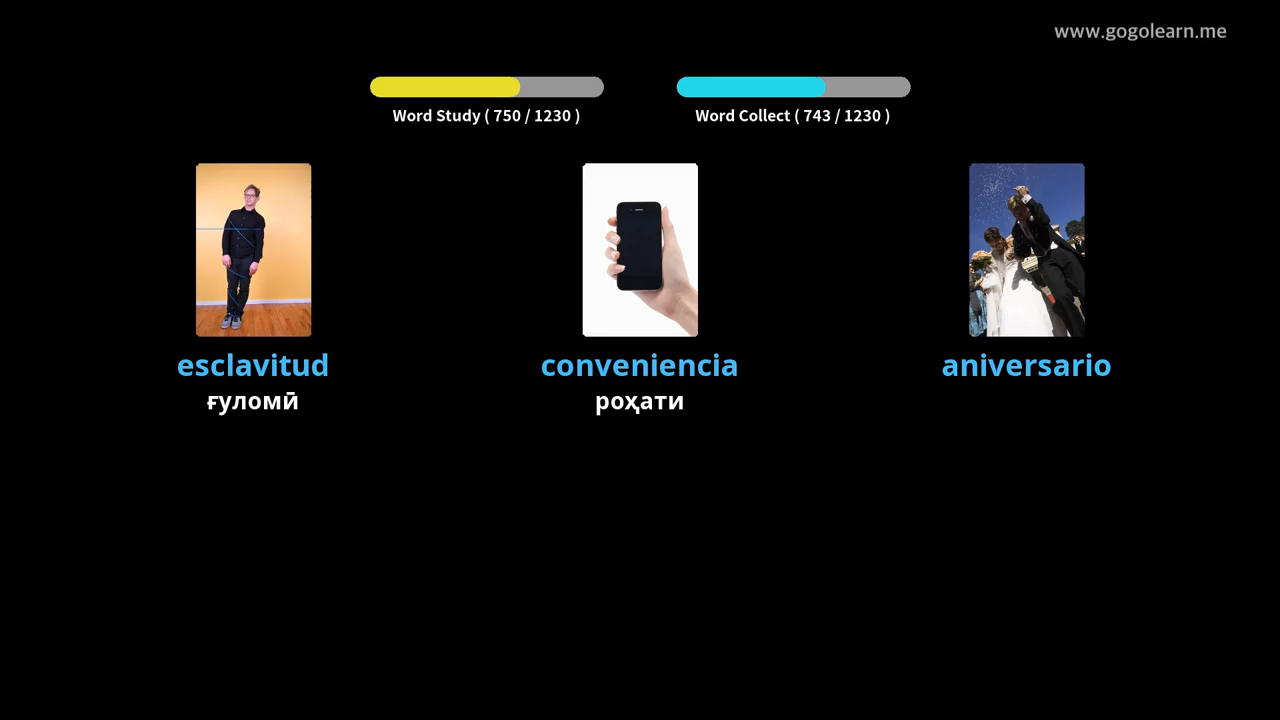 www.gogolearn.me
Word Study ( 750 / 1230 )
Word Collect ( 743 / 1230 )
esclavitud
ғуломӣ
conveniencia
роҳати
aniversario